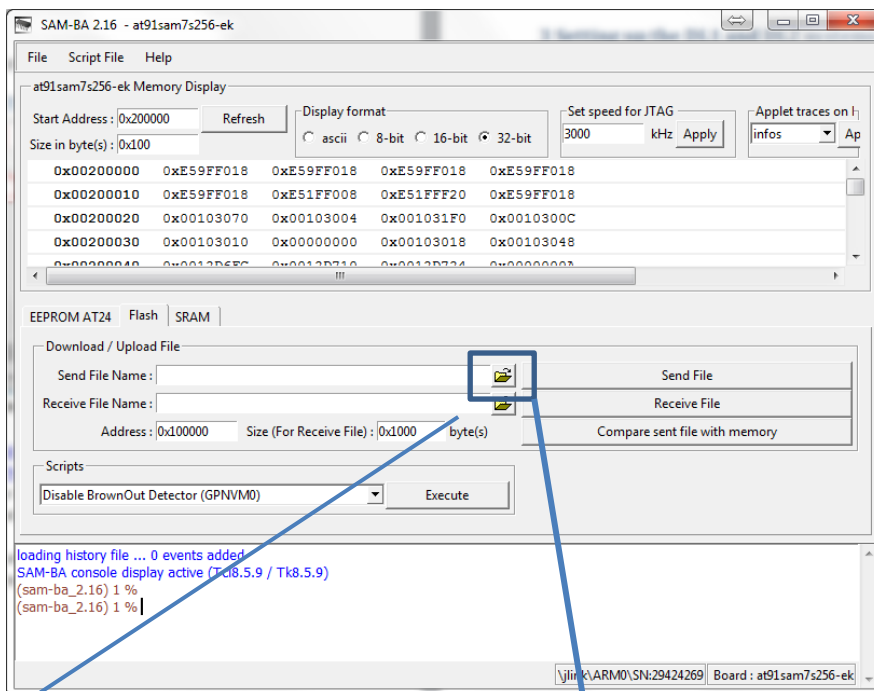 SAM-BA 2.16 - at91sam7s256-ek
File Script File Help
at91sam7s256-ek Memory Display
Start Address : 0x200000 Refresh
Size in byte(s) : 0x100
Display format
ascii 8-bit 16-bit 32-bit
Set speed for JTAG
3000 kHz Apply
Applet traces on
infos Ap
0x00200000 0xE59FF018 0xE59FF018 0xE59FF018 0xE59FF018
0x00200010 0xE59FF018 0xE51FF008 0xE51FFF20 0xE59FF018
0x00200020 0x00103070 0x00103004 0x001031F0 0x0010300C
0x00200030 0x00103010 0x00000000 0x00103018 0x00103048
EEPROM AT24 Flash SRAM
Download / Upload File
Send File Name : Send File
Receive File Name : Receive File
Address : 0x100000 Size (For Receive File) : 0x1000 byte(s) Compare sent file with memory
Scripts
Disable BrownOut Detector (GPNVM0) Execute
loading history file ... 0 events added
SAM-BA console display active (Tcl8.5.9 / Tk8.5.9)
(sam-ba_2.16) 1 %
(sam-ba_2.16) 1 %
\jlink\ARM0\SN:29424269 Board : at91sam7s256-ek